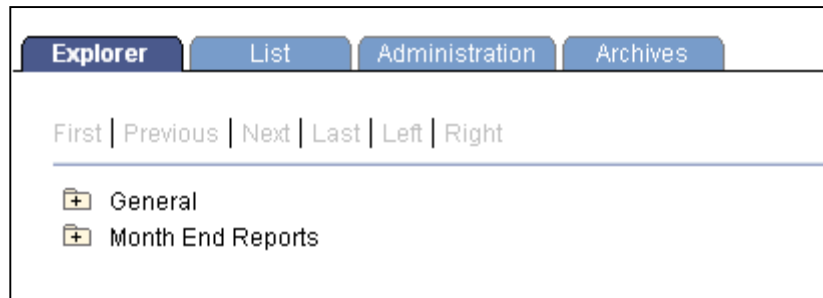 Explorer List Administration Archives
First | Previous | Next | Last | Left | Right
General
Month End Reports